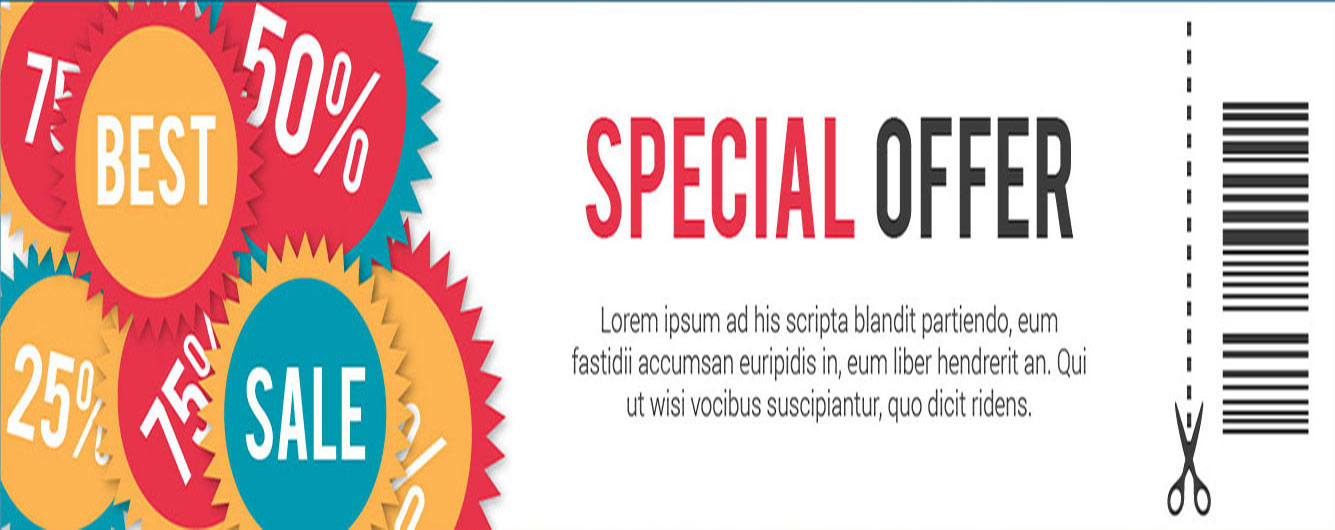 50%
BEST
SPECIAL OFFER
Lorem ipsum ad his scripta blandit partiendo, eum
fastidii accumsan euripidis in, eum liber hendrerit an. Qui
ut wisi vocibus suscipiantur, quo dicit ridens.
25%
75%
SALE